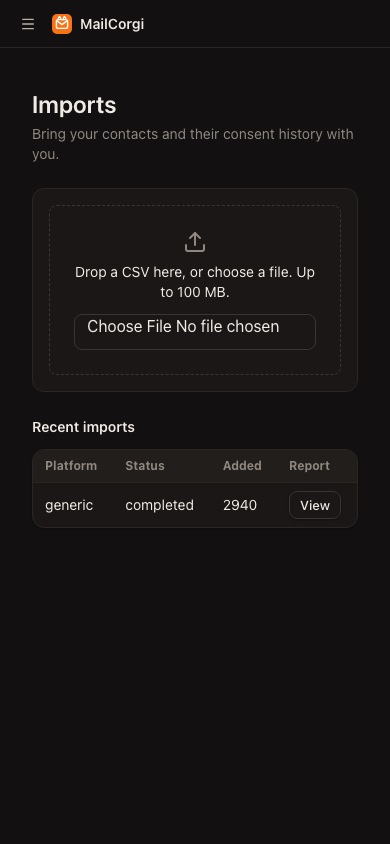 MailCorgi
Imports
Bring your contacts and their consent history with
you.
Drop a CSV here, or choose a file. Up
to 100 MB.
Choose File No file chosen
Recent imports
Platform Status Added Report
generic completed 2940 View